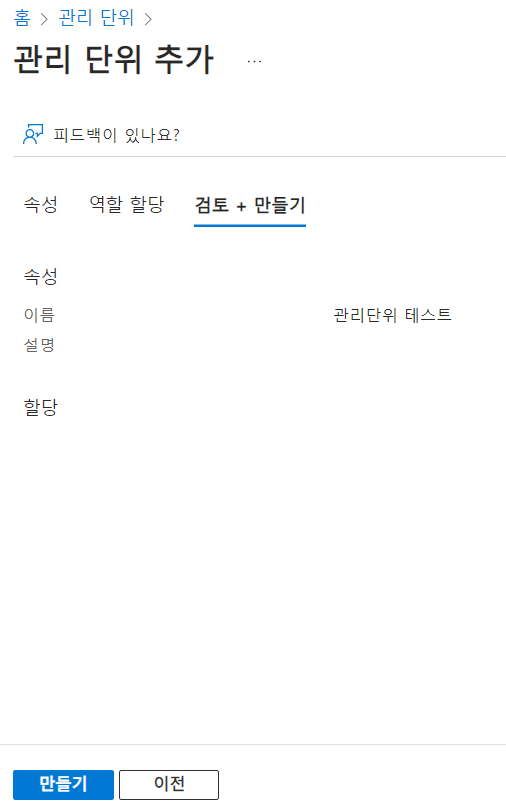 홈 > 관리 단위 >
관리 단위 추가 ...
피드백이 있나요?
속성 역할 할당 검토 + 만들기
속성
이름 관리단위 테스트
설명
할당
만들기 이전